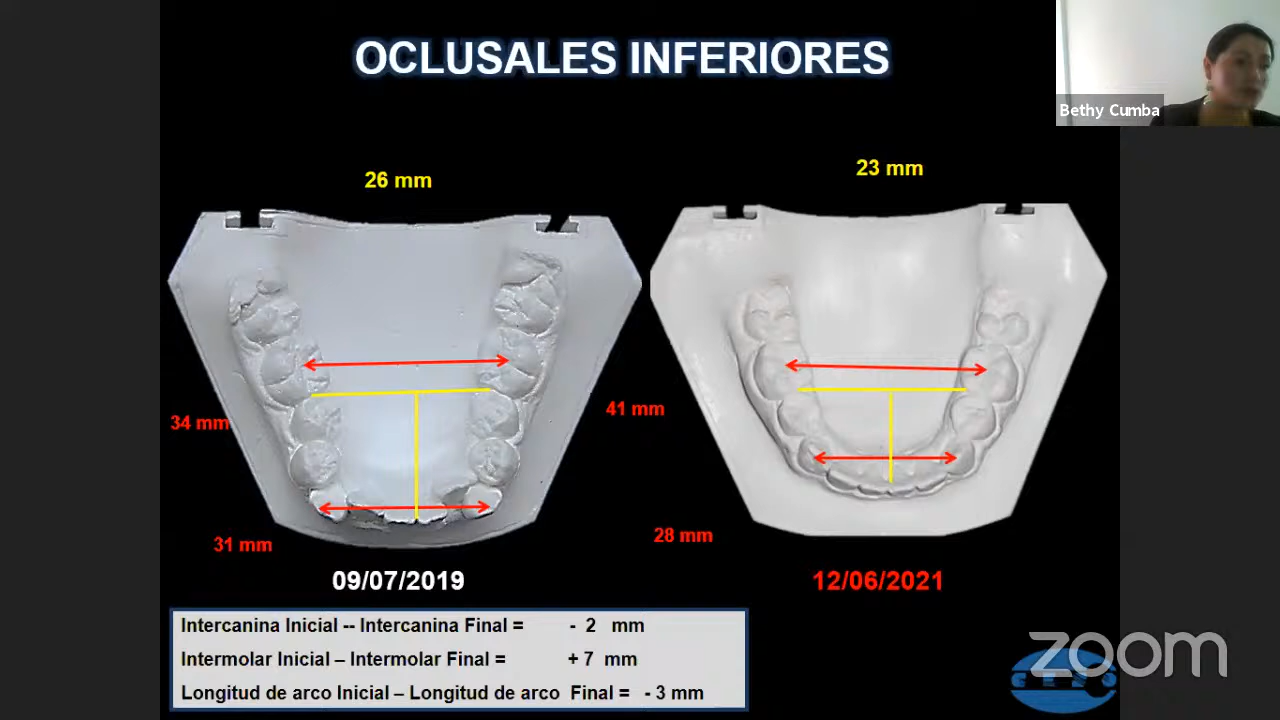 OCLUSALES INFERIORES
Bethy Cumba
26 mm
23 mm
34 mm
41 mm
31 mm
28 mm
09/07/2019
12/06/2021
Intercanina Inicial -- Intercanina Final = - 2 mm
Intermolar Inicial – Intermolar Final = + 7 mm
Longitud de arco Inicial – Longitud de arco Final = - 3 mm
zoom